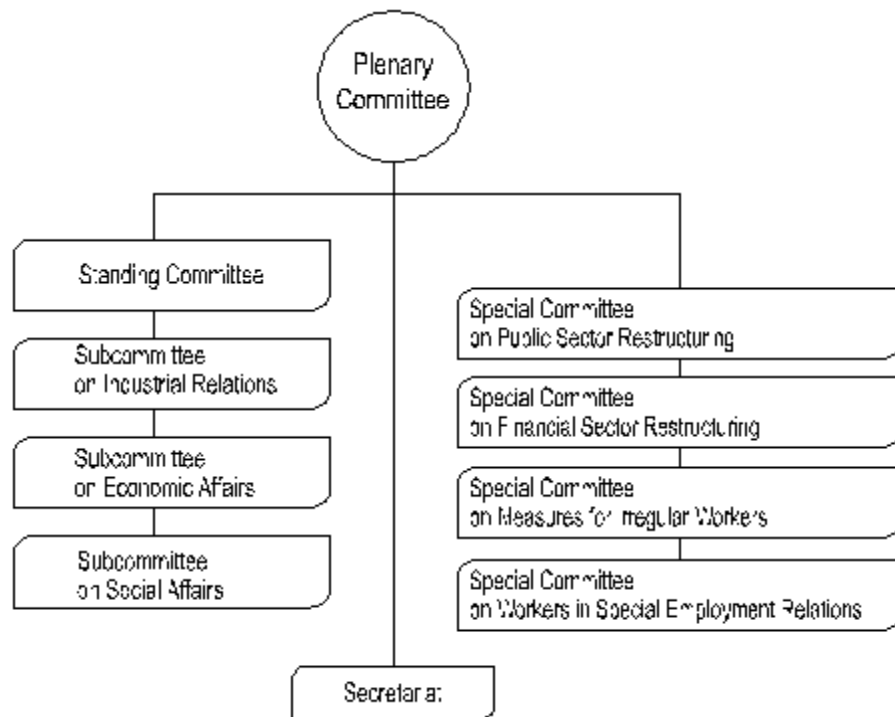 Plenary
Committee
Standing Committee
Subcommittee
on Industrial Relations
Subcommittee
on Economic Affairs
Subcommittee
on Social Affairs
Special Committee
on Public Sector Restructuring
Special Committee
on Financial Sector Restructuring
Special Committee
on Measures for Irregular Workers
Special Committee
on Workers in Special Employment Relations
Secretariat